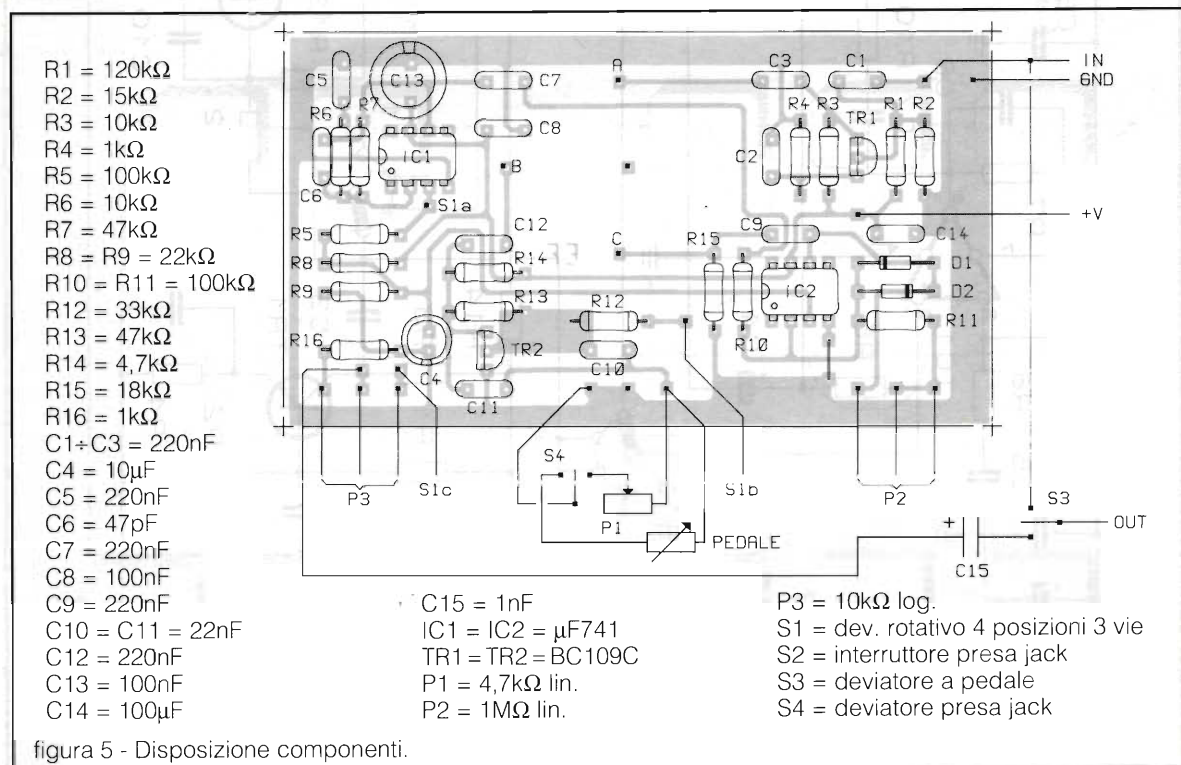 R1 = 120kΩ
R2 = 15kΩ
R3 = 10kΩ
R4 = 1kΩ
R5 = 100kΩ
R6 = 10kΩ
R7 = 47kΩ
R8 = R9 = 22kΩ
R10 = R11 = 100kΩ
R12 = 33kΩ
R13 = 47kΩ
R14 = 4,7kΩ
R15 = 18kΩ
R16 = 1kΩ
C1÷C3 = 220nF
C4 = 10µF
C5 = 220nF
C6 = 47pF
C7 = 220nF
C8 = 100nF
C9 = 220nF
C10 = C11 = 22nF
C12 = 220nF
C13 = 100nF
C14 = 100µF
C15 = 1nF
IC1 = IC2 = µF741
TR1 = TR2 = BC109C
P1 = 4,7kΩ lin.
P2 = 1MΩ lin.
P3 = 10kΩ log.
S1 = dev. rotativo 4 posizioni 3 vie
S2 = interruttore presa jack
S3 = deviatore a pedale
S4 = deviatore presa jack
C5
C13
C7
A
C3
C1
IN
GND
R6
R7
C8
R4
R3
TR1
R1
R2
IC1
B
C2
C6
S1a
+V
R5
C12
C
R15
C9
C14
R8
R14
D1
R9
R13
R12
IC2
D2
R16
C4
TR2
C10
R10
R11
C11
P3
S1c
S4
P1
S1b
P2
S3
PEDALE
+
C15
OUT
figura 5 - Disposizione componenti.